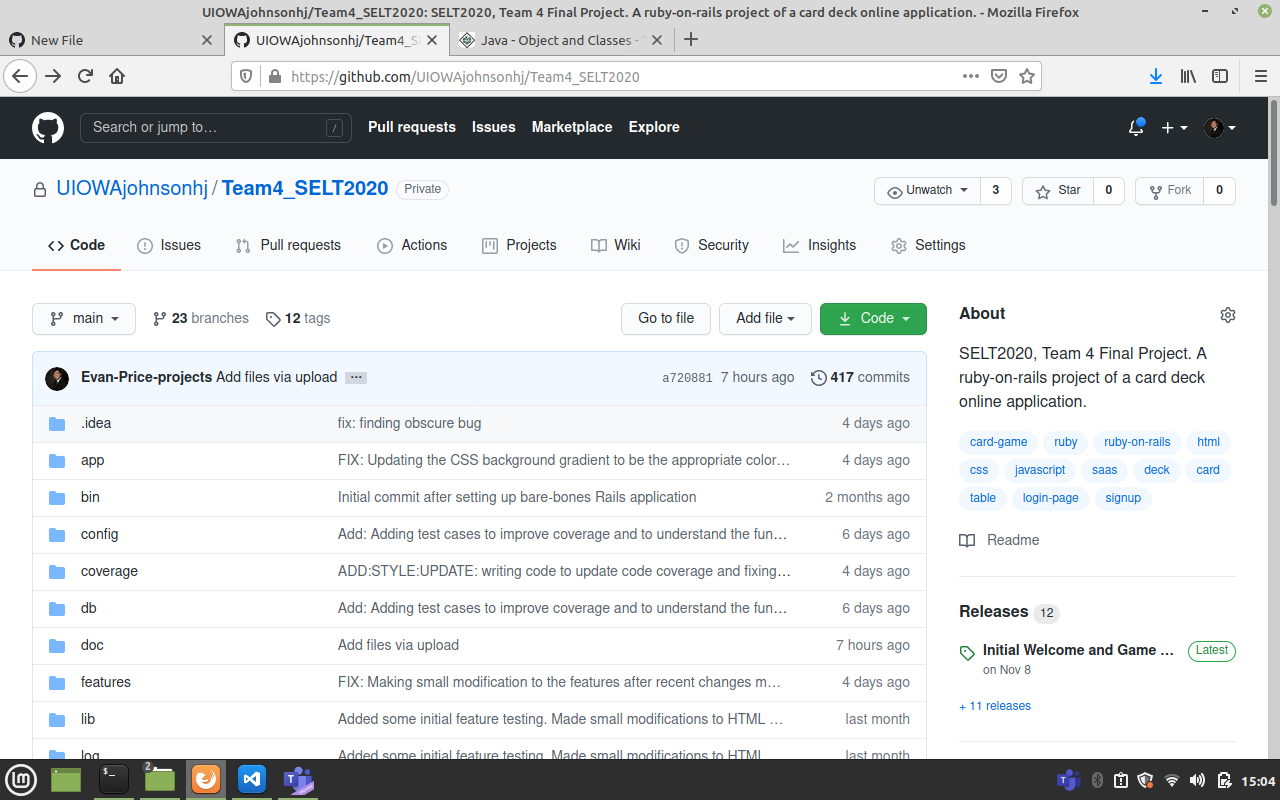 UIOWAjohnsonhj/Team4_SELT2020: SELT2020, Team 4 Final Project. A ruby-on-rails project of a card deck online application. - Mozilla Firefox
New File
UIOWAjohnsonhj/Team4_S
Java - Object and Classes -
https://github.com/UIOWAjohnsonhj/Team4_SELT2020
Search or jump to…
/
Pull requests
Issues
Marketplace
Explore
UIOWAjohnsonhj / Team4_SELT2020
Private
Unwatch
3
Star
0
Fork
0
Code
Issues
Pull requests
Actions
Projects
Wiki
Security
Insights
Settings
main
23 branches
12 tags
Go to file
Add file
Code
Evan-Price-projects Add files via upload
a720881 7 hours ago
417 commits
.idea
fix: finding obscure bug
4 days ago
app
FIX: Updating the CSS background gradient to be the appropriate color…
4 days ago
bin
Initial commit after setting up bare-bones Rails application
2 months ago
config
Add: Adding test cases to improve coverage and to understand the fun…
6 days ago
coverage
ADD:STYLE:UPDATE: writing code to update code coverage and fixing…
4 days ago
db
Add: Adding test cases to improve coverage and to understand the fun…
6 days ago
doc
Add files via upload
7 hours ago
features
FIX: Making small modification to the features after recent changes m…
4 days ago
lib
Added some initial feature testing. Made small modifications to HTML …
last month
log
Added some initial feature testing. Made small modifications to HTML
last month
About
SELT2020, Team 4 Final Project. A
ruby-on-rails project of a card deck
online application.
card-game
ruby
ruby-on-rails
html
css
javascript
saas
deck
card
table
login-page
signup
Readme
Releases 12
Initial Welcome and Game …
Latest
on Nov 8
+ 11 releases
2
15:04